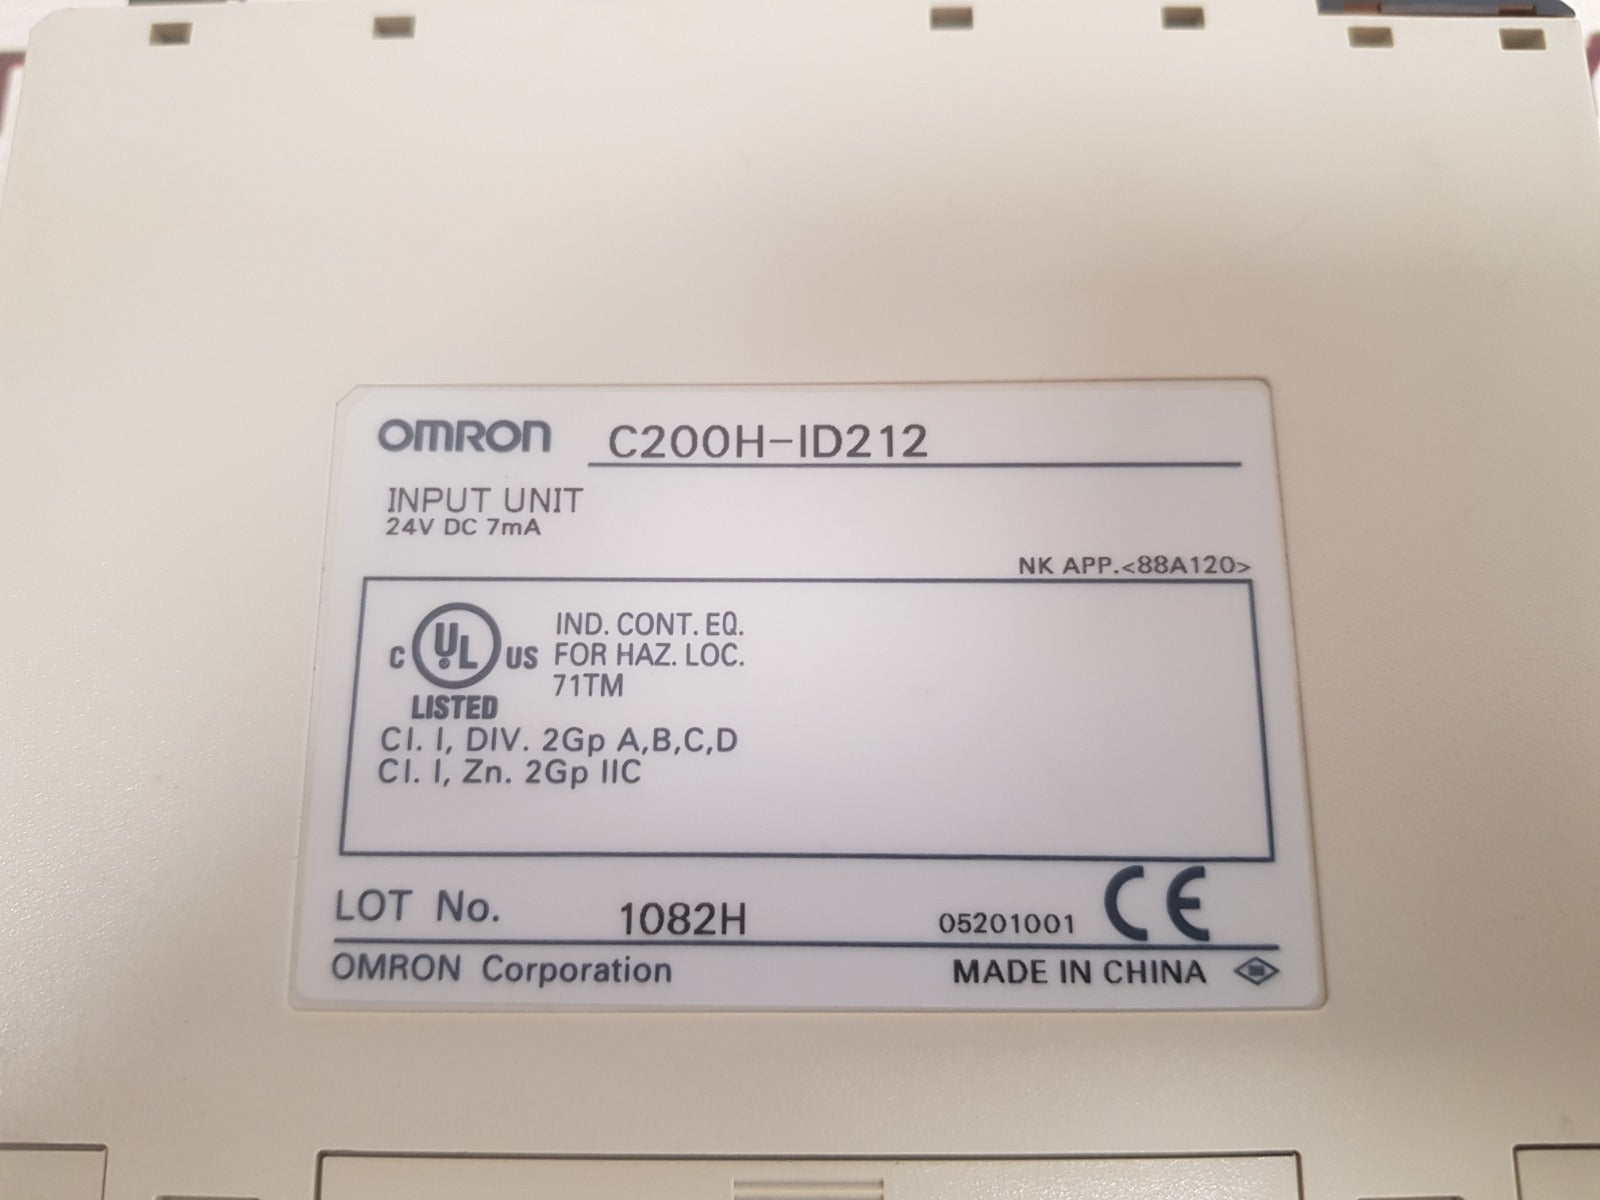 OMRON C200H-ID212
INPUT UNIT
24V DC 7mA
NK APP.<88A120>
C UL US IND. CONT. EQ.
FOR HAZ. LOC.
71TM
LISTED
Cl. I, DIV. 2Gp A,B,C,D
Cl. I, Zn. 2Gp IIC
LOT No. 1082H 05201001 CE
OMRON Corporation MADE IN CHINA